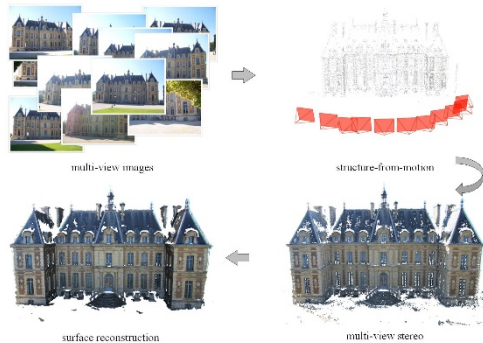 multi-view images
structure-from-motion
surface reconstruction
multi-view stereo